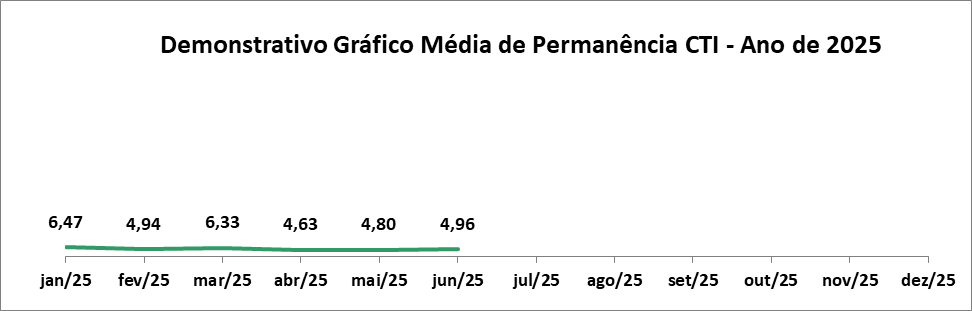 Demonstrativo Gráfico Média de Permanência CTI - Ano de 2025
6,47 4,94 6,33 4,63 4,80 4,96
jan/25 fev/25 mar/25 abr/25 mai/25 jun/25 jul/25 ago/25 set/25 out/25 nov/25 dez/25